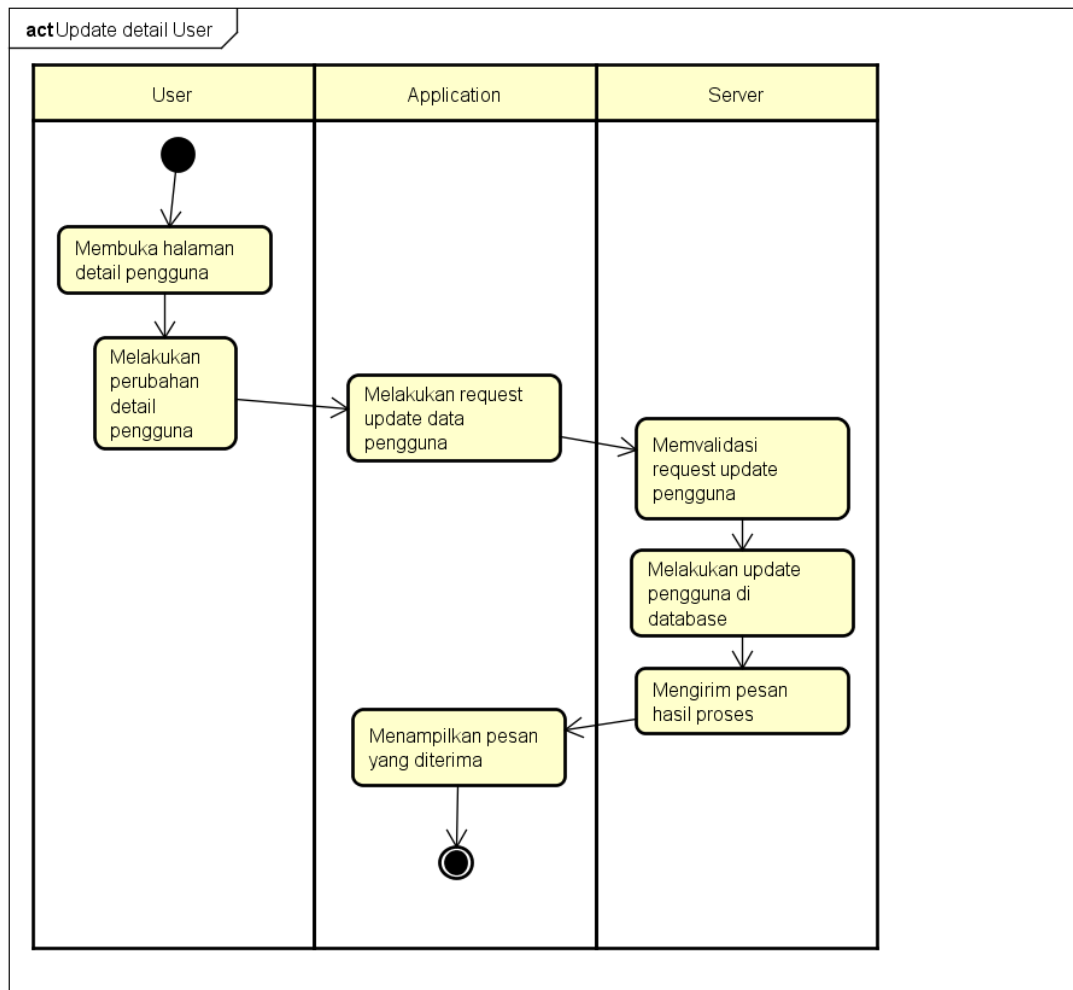 act Update detail User
User
Application
Server
Membuka halaman
detail pengguna
Melakukan
perubahan
detail
pengguna
Melakukan request
update data
pengguna
Memvalidasi
request update
pengguna
Melakukan update
pengguna di
database
Mengirim pesan
hasil proses
Menampilkan pesan
yang diterima